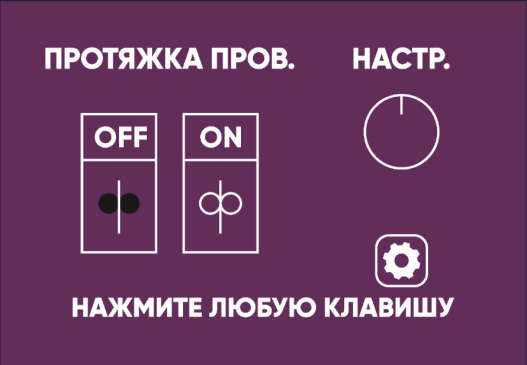 ПРОТЯЖКА ПРОВ. НАСТР.
OFF ON
НАЖМИТЕ ЛЮБУЮ КЛАВИШУ